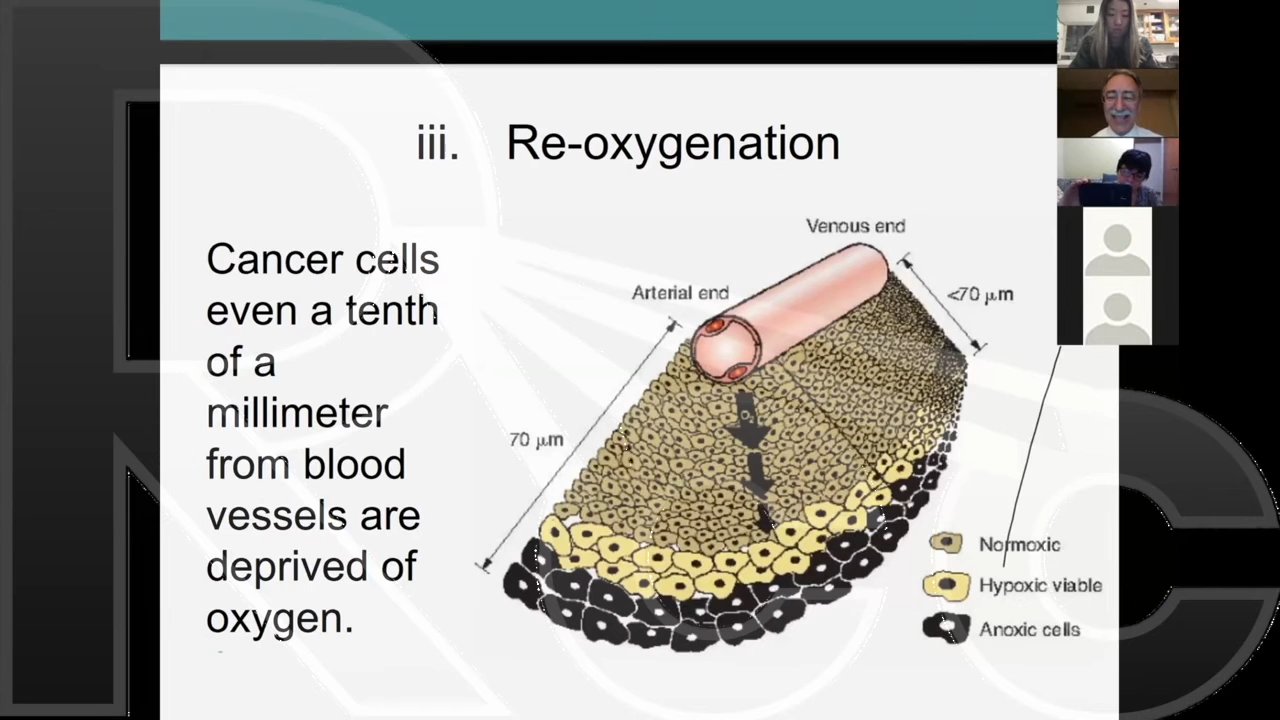 iii. Re-oxygenation
Cancer cells
even a tenth
of a
millimeter
from blood
vessels are
deprived of
oxygen.
Venous end
Arterial end
<70 μm
70 μm
O₂
Normoxic
Hypoxic viable
Anoxic cells